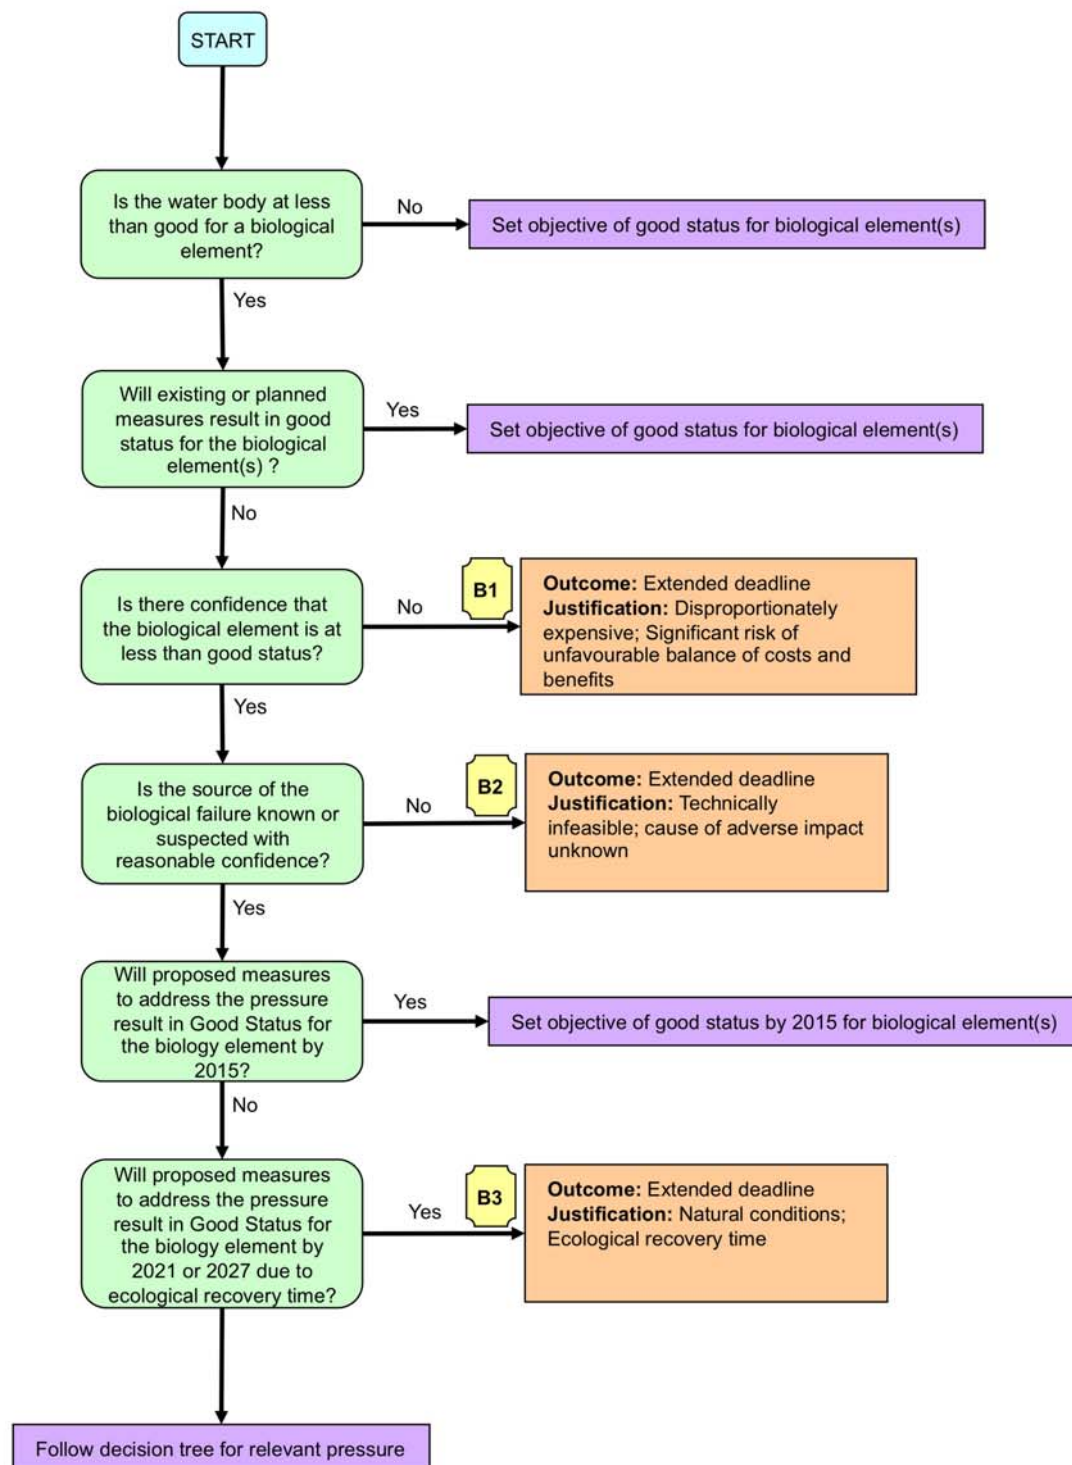 START
Is the water body at less
than good for a biological
element?
No
Set objective of good status for biological element(s)
Yes
Will existing or planned
measures result in good
status for the biological
element(s) ?
Yes
Set objective of good status for biological element(s)
No
Is there confidence that
the biological element is at
less than good status?
No
B1
Outcome: Extended deadline
Justification: Disproportionately
expensive; Significant risk of
unfavourable balance of costs and
benefits
Yes
Is the source of the
biological failure known or
suspected with
reasonable confidence?
No
B2
Outcome: Extended deadline
Justification: Technically
infeasible; cause of adverse impact
unknown
Yes
Will proposed measures
to address the pressure
result in Good Status for
the biology element by
2015?
Yes
Set objective of good status by 2015 for biological element(s)
No
Will proposed measures
to address the pressure
result in Good Status for
the biology element by
2021 or 2027 due to
ecological recovery time?
Yes
B3
Outcome: Extended deadline
Justification: Natural conditions;
Ecological recovery time
Follow decision tree for relevant pressure